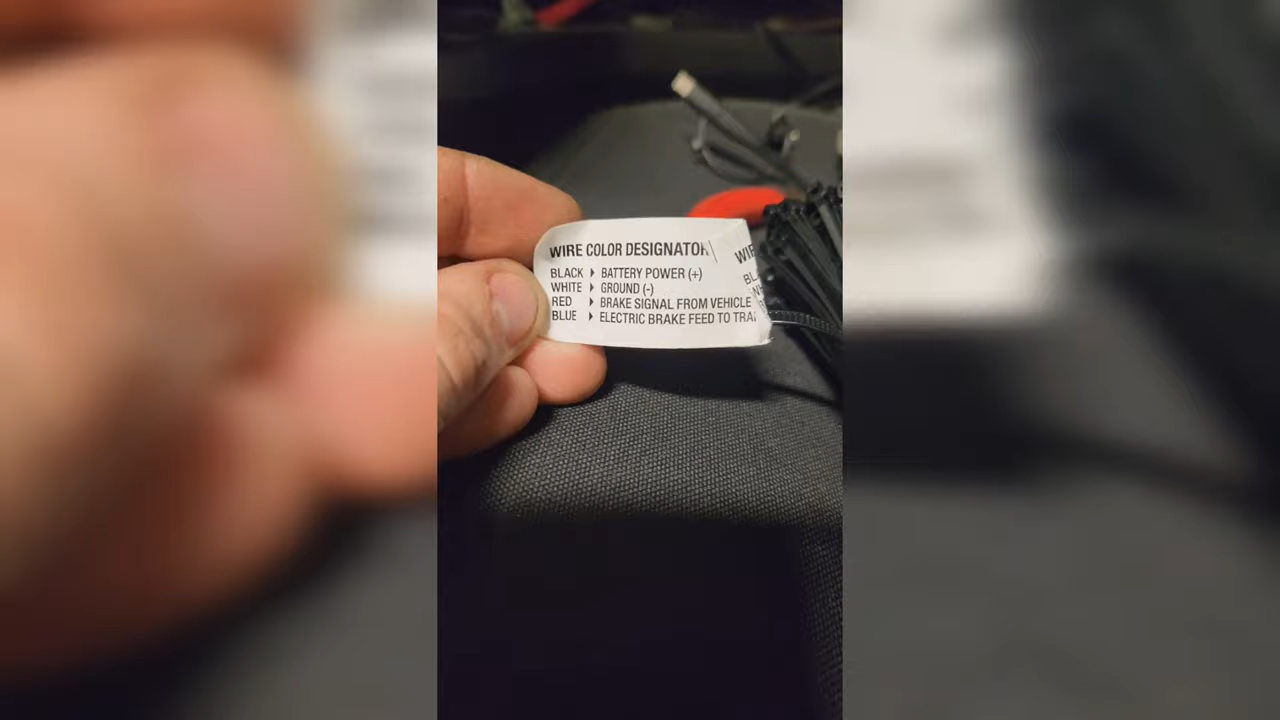 WIRE COLOR DESIGNATOR
BLACK BATTERY POWER (+)
WHITE GROUND (-)
RED BRAKE SIGNAL FROM VEHICLE
BLUE ELECTRIC BRAKE FEED TO